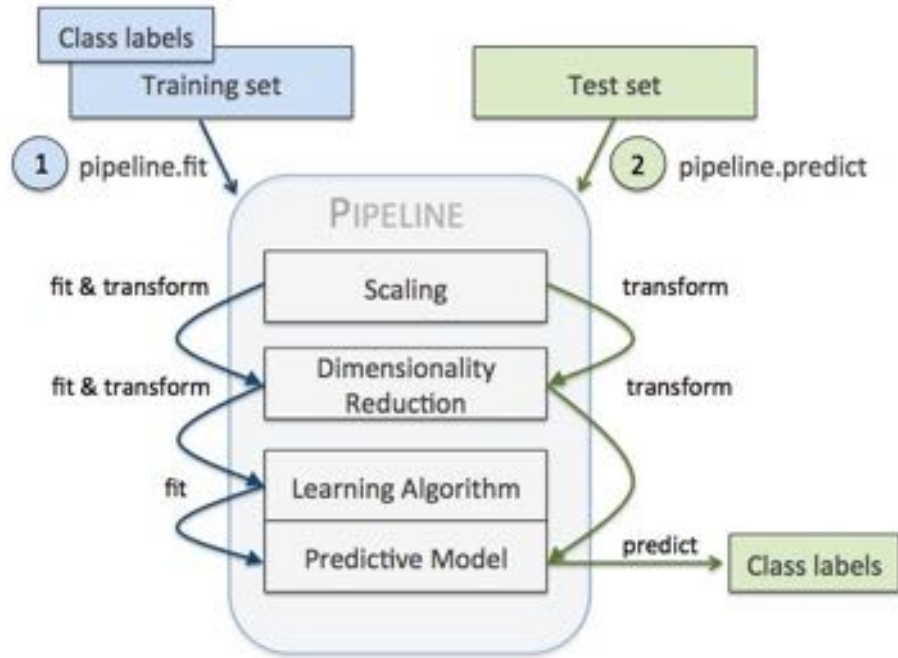 Class labels
Training set
Test set
1 pipeline.fit
2 pipeline.predict
PIPELINE
fit & transform
Scaling
transform
fit & transform
Dimensionality
Reduction
transform
fit
Learning Algorithm
Predictive Model
predict
Class labels